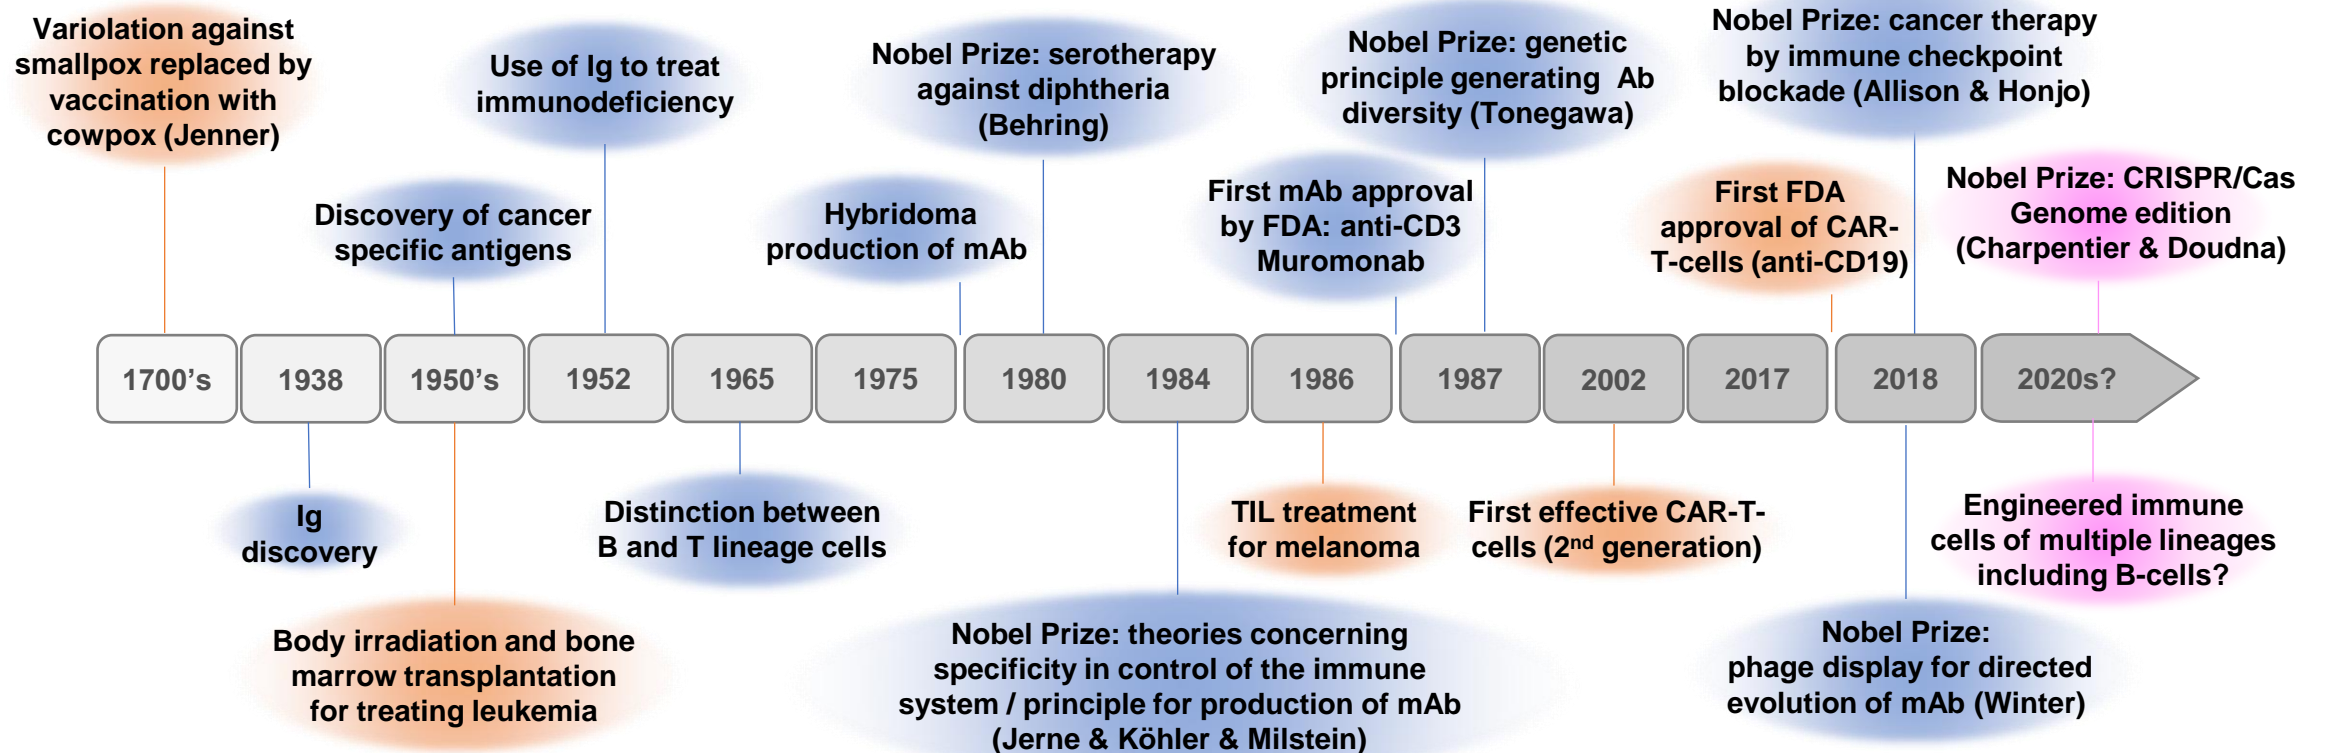 Variolation against
smallpox replaced by
vaccination with
cowpox (Jenner)
Use of Ig to treat
immunodeficiency
Nobel Prize: serotherapy
against diphtheria
(Behring)
Nobel Prize: genetic
principle generating Ab
diversity (Tonegawa)
Nobel Prize: cancer therapy
by immune checkpoint
blockade (Allison & Honjo)
Discovery of cancer
specific antigens
Hybridoma
production of mAb
First mAb approval
by FDA: anti-CD3
Muromonab
First FDA
approval of CAR-
T-cells (anti-CD19)
Nobel Prize: CRISPR/Cas
Genome edition
(Charpentier & Doudna)
1700’s
1938
1950’s
1952
1965
1975
1980
1984
1986
1987
2002
2017
2018
2020s?
Ig
discovery
Distinction between
B and T lineage cells
TIL treatment
for melanoma
First effective CAR-T-
cells (2nd generation)
Engineered immune
cells of multiple lineages
including B-cells?
Body irradiation and bone
marrow transplantation
for treating leukemia
Nobel Prize: theories concerning
specificity in control of the immune
system / principle for production of mAb
(Jerne & Köhler & Milstein)
Nobel Prize:
phage display for directed
evolution of mAb (Winter)